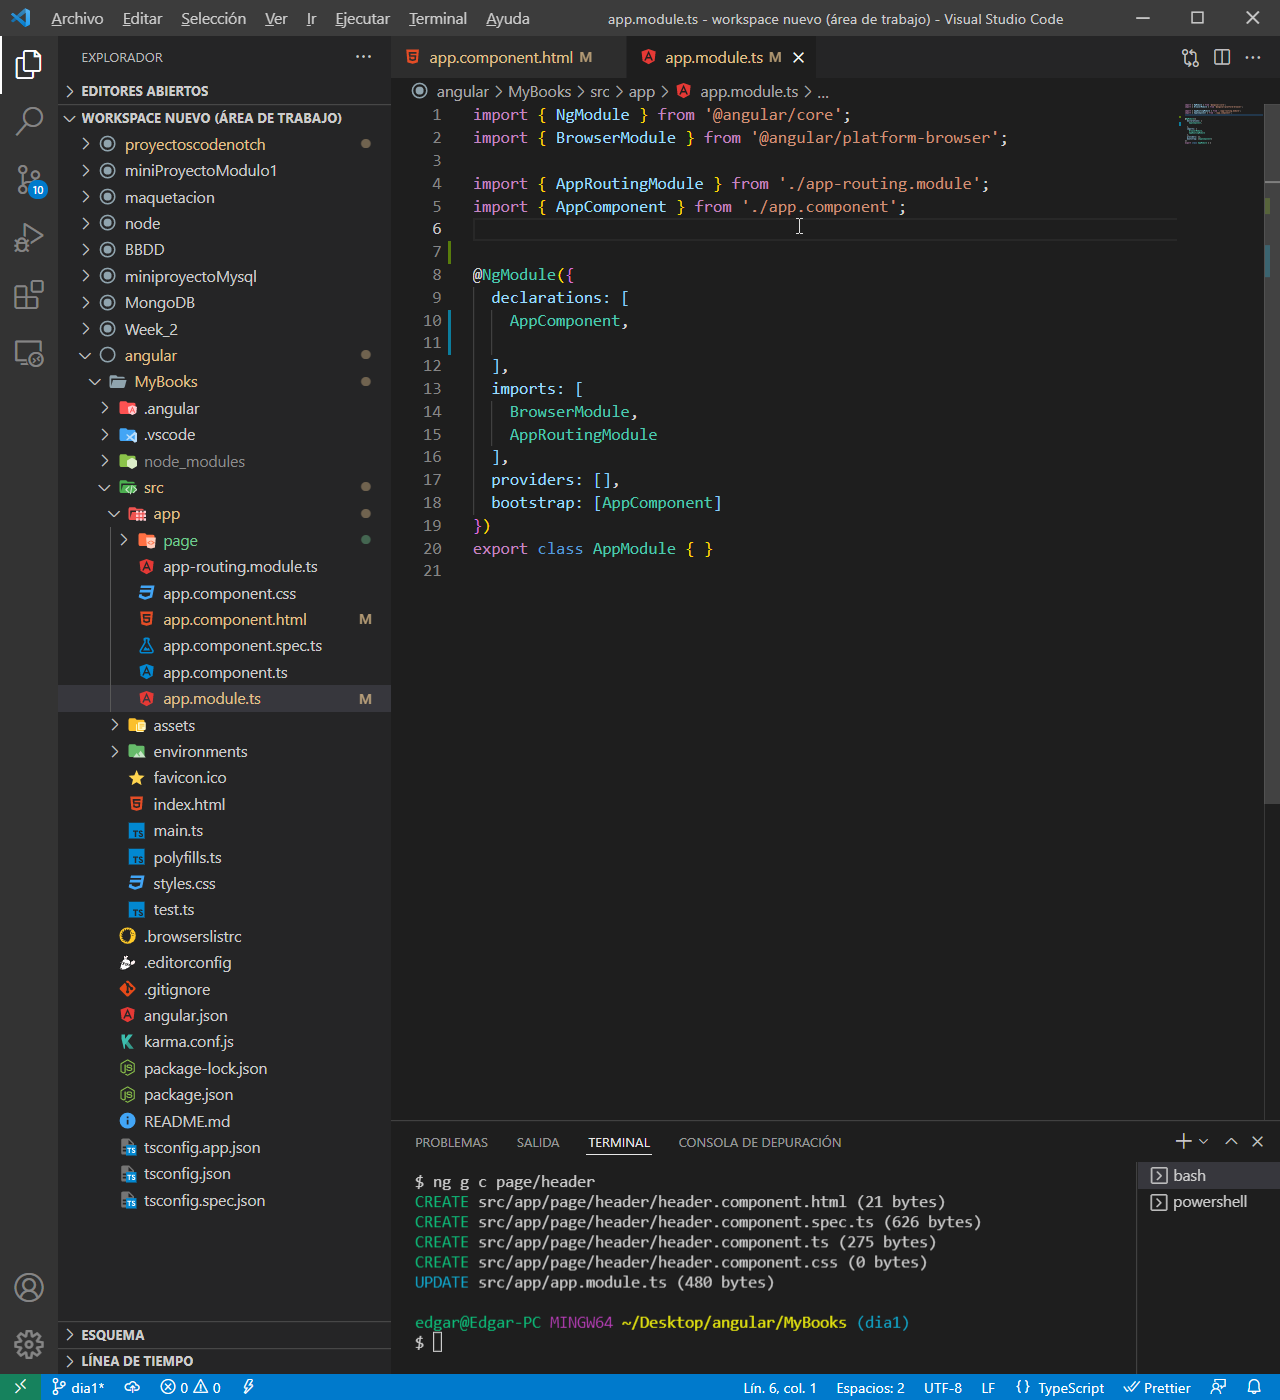 Archivo Editar Selección Ver Ir Ejecutar Terminal Ayuda app.module.ts - workspace nuevo (área de trabajo) - Visual Studio Code
EXPLORADOR
EDITORES ABIERTOS
WORKSPACE NUEVO (ÁREA DE TRABAJO)
proyectoscodenotch
miniProyectoModulo1
maquetacion
10
node
BBDD
miniproyectoMysql
MongoDB
Week_2
angular
MyBooks
.angular
.vscode
node_modules
src
app
page
app-routing.module.ts
app.component.css
app.component.html M
app.component.spec.ts
app.component.ts
app.module.ts M
assets
environments
favicon.ico
index.html
main.ts
polyfills.ts
styles.css
test.ts
.browserslistrc
.editorconfig
.gitignore
angular.json
karma.conf.js
package-lock.json
package.json
README.md
tsconfig.app.json
tsconfig.json
tsconfig.spec.json
ESQUEMA
LÍNEA DE TIEMPO
app.component.html M app.module.ts M
angular > MyBooks > src > app > app.module.ts > ...
1 import { NgModule } from '@angular/core';
2 import { BrowserModule } from '@angular/platform-browser';
3
4 import { AppRoutingModule } from './app-routing.module';
5 import { AppComponent } from './app.component';
6
7
8 @NgModule({
9 declarations: [
10 AppComponent,
11
12 ],
13 imports: [
14 BrowserModule,
15 AppRoutingModule
16 ],
17 providers: [],
18 bootstrap: [AppComponent]
19 })
20 export class AppModule { }
21
PROBLEMAS SALIDA TERMINAL CONSOLA DE DEPURACIÓN
$ ng g c page/header
CREATE src/app/page/header/header.component.html (21 bytes)
CREATE src/app/page/header/header.component.spec.ts (626 bytes)
CREATE src/app/page/header/header.component.ts (275 bytes)
CREATE src/app/page/header/header.component.css (0 bytes)
UPDATE src/app/app.module.ts (480 bytes)
edgar@Edgar-PC MINGW64 ~/Desktop/angular/MyBooks (dia1)
$
bash
powershell
dia1* 0 0 Lín. 6, col. 1 Espacios: 2 UTF-8 LF {} TypeScript Prettier